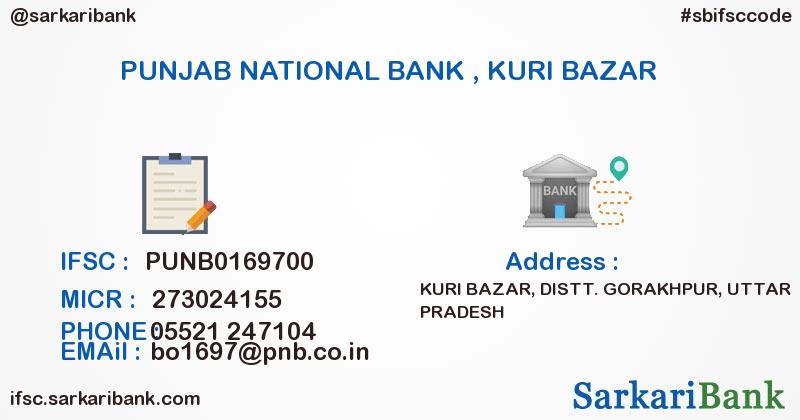 @sarkaribank
#sbifsccode
PUNJAB NATIONAL BANK , KURI BAZAR
BANK
IFSC : PUNB0169700
MICR : 273024155
PHONE : 05521 247104
EMAil : bo1697@pnb.co.in
Address :
KURI BAZAR, DISTT. GORAKHPUR, UTTAR
PRADESH
ifsc.sarkaribank.com
SarkariBank